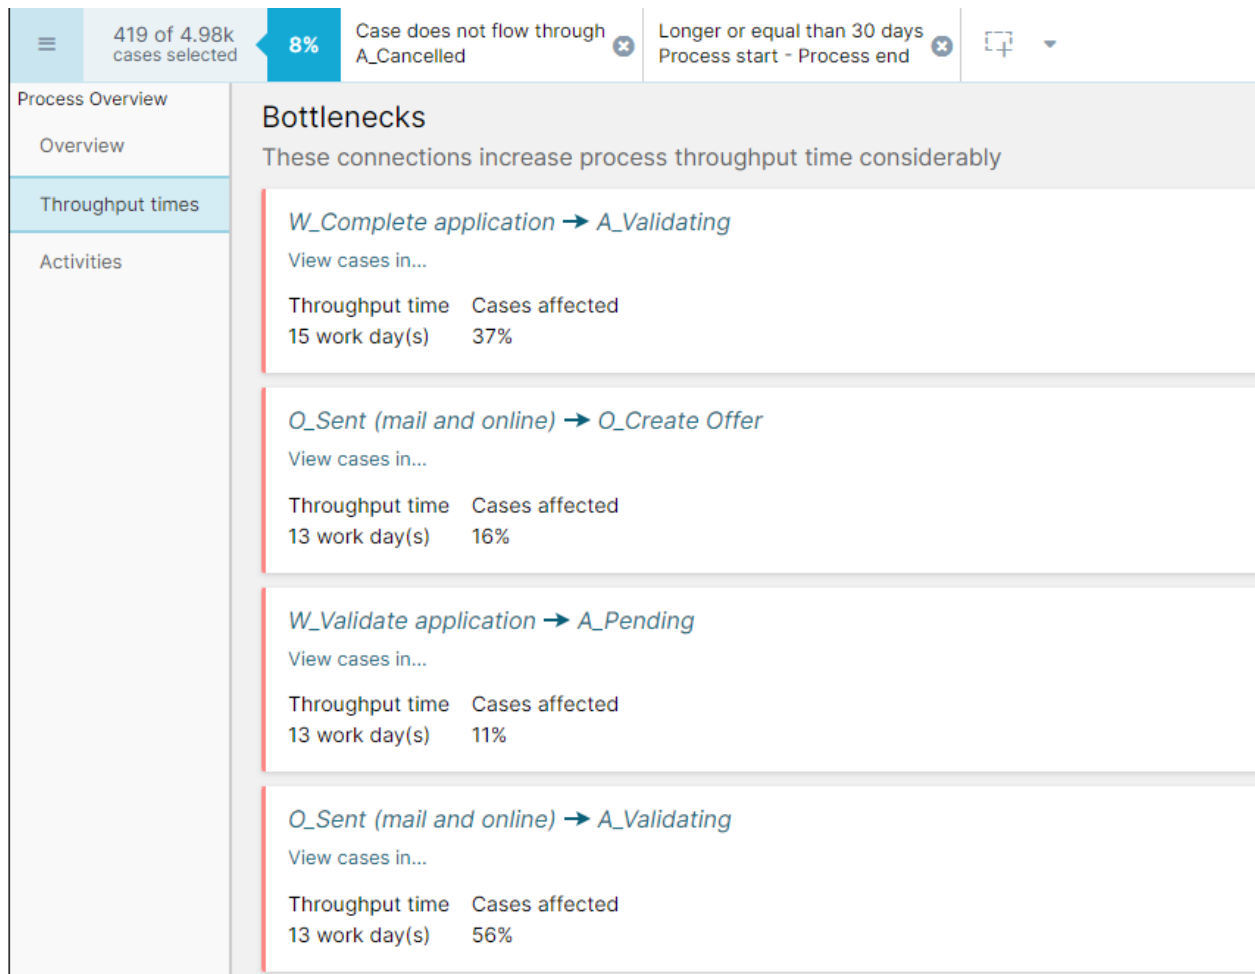 419 of 4.98k
cases selected
8%
Case does not flow through
A_Cancelled
Longer or equal than 30 days
Process start - Process end
Process Overview
Overview
Throughput times
Activities
Bottlenecks
These connections increase process throughput time considerably
W_Complete application → A_Validating
View cases in...
Throughput time Cases affected
15 work day(s) 37%
O_Sent (mail and online) → O_Create Offer
View cases in...
Throughput time Cases affected
13 work day(s) 16%
W_Validate application → A_Pending
View cases in...
Throughput time Cases affected
13 work day(s) 11%
O_Sent (mail and online) → A_Validating
View cases in...
Throughput time Cases affected
13 work day(s) 56%